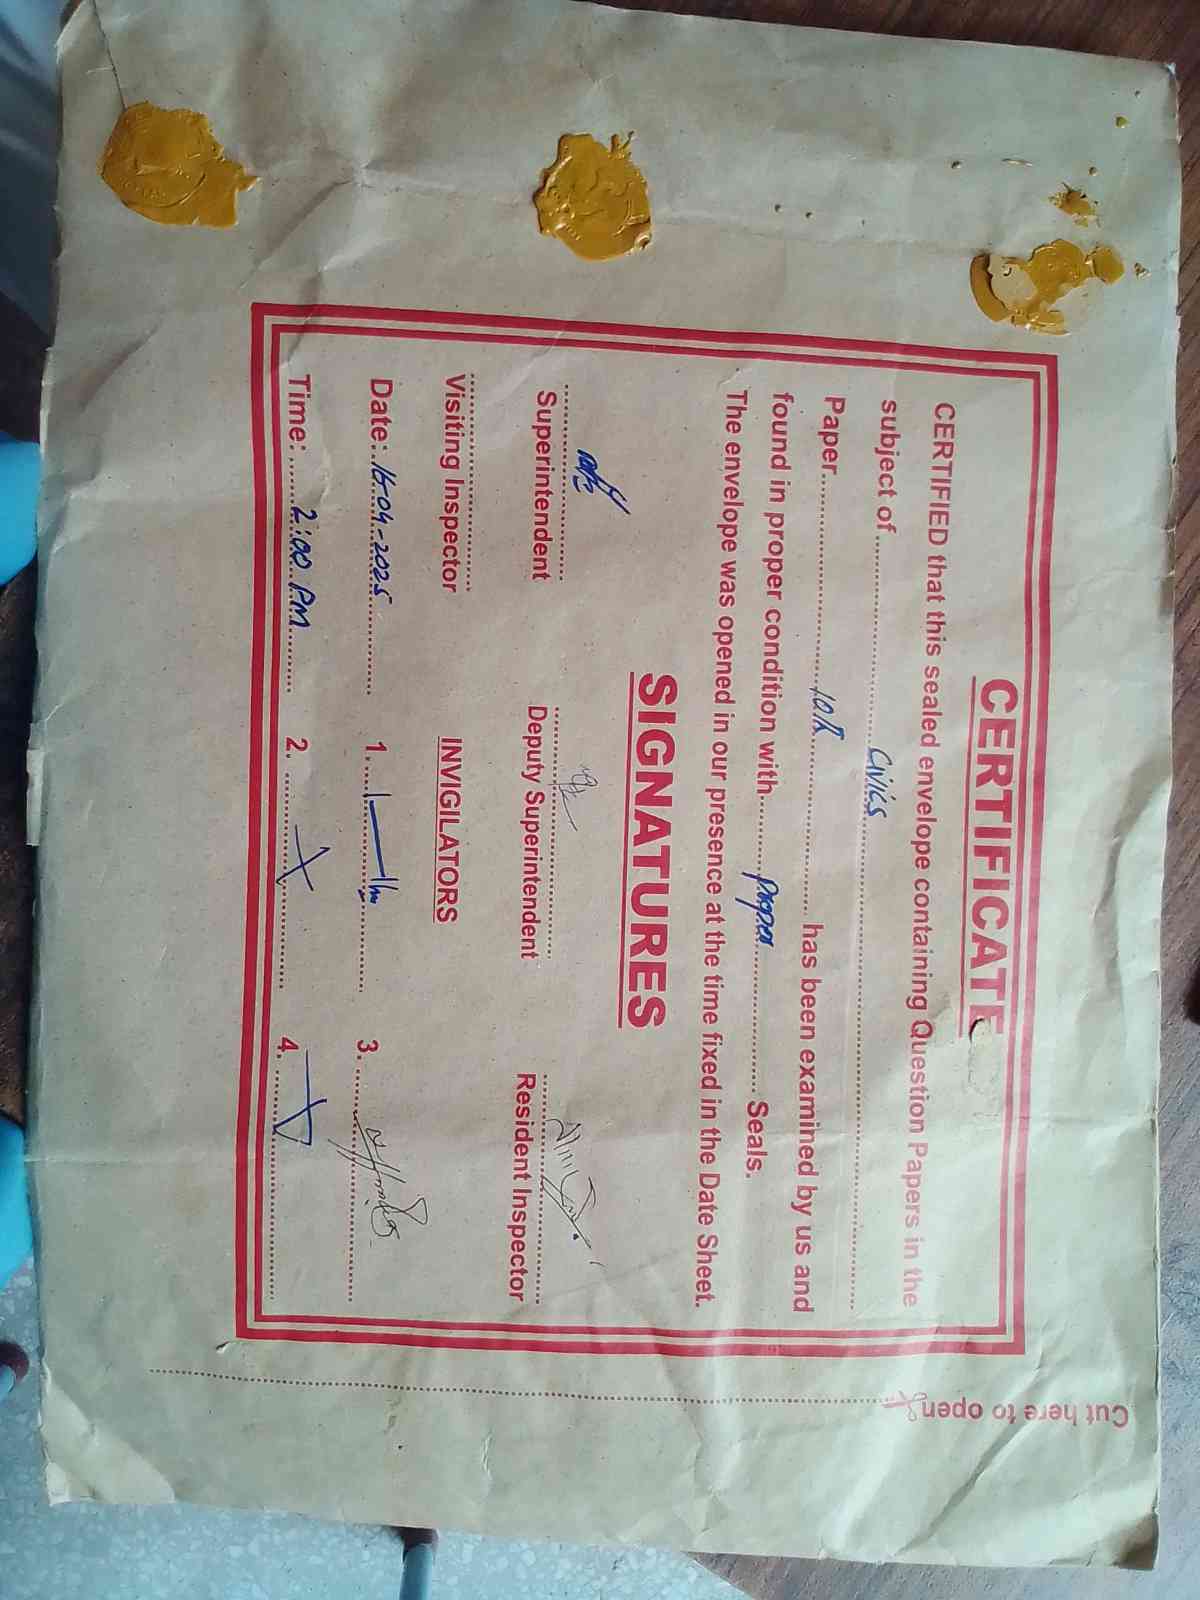 CERTIFICATE
CERTIFIED that this sealed envelope containing Question Papers in the
subject of Civics
Paper has been examined by us and
found in proper condition with proper Seals.
The envelope was opened in our presence at the time fixed in the Date Sheet.
SIGNATURES
Superintendent Deputy Superintendent Resident Inspector
Visiting Inspector INVIGILATORS
Date: 16-04-2025 1. 3.
Time: 2:00 PM 2. 4.
Cut here to open